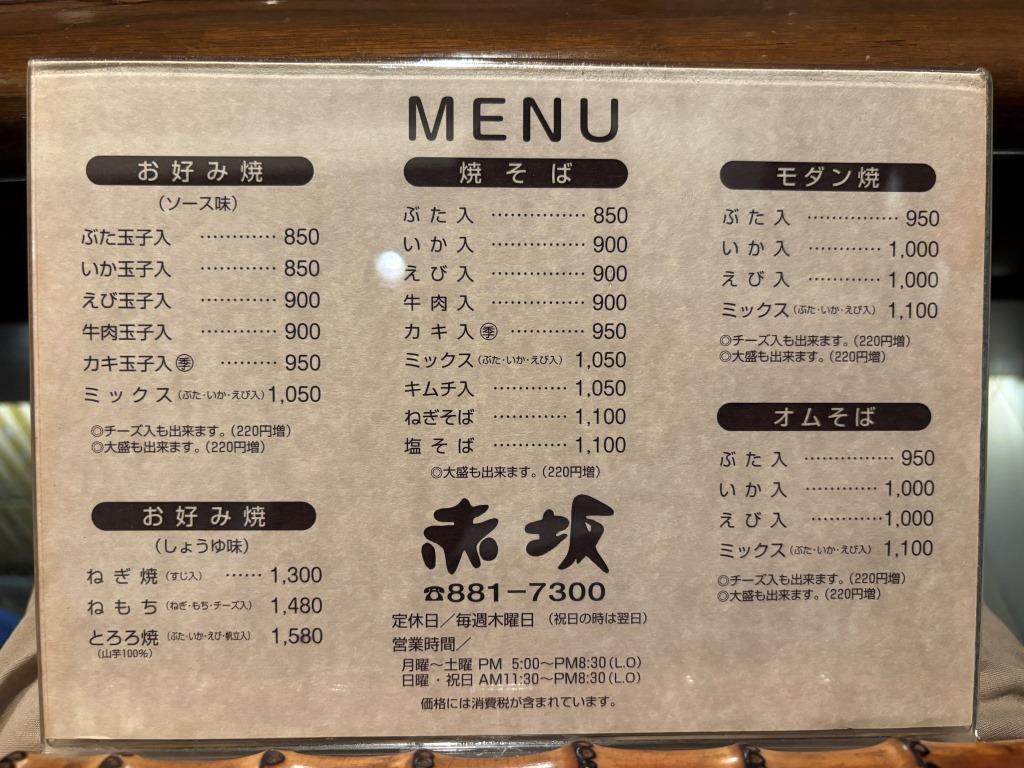 MENU
お好み焼
(ソース味)
ぶた玉子入 ………… 850
いか玉子入 ………… 850
えび玉子入 ………… 900
牛肉玉子入 ………… 900
カキ玉子入㊝ ……… 950
ミックス(ぶた・いか・えび入) 1,050
◎チーズ入も出来ます。(220円増)
◎大盛も出来ます。(220円増)
お好み焼
(しょうゆ味)
ねぎ焼(すじ入) …… 1,300
ねもち(ねぎ・もち・チーズ入) 1,480
とろろ焼(ぶた・いか・えび・帆立入) 1,580
(山芋100%)
焼そば
ぶた入 …………… 850
いか入 …………… 900
えび入 …………… 900
牛肉入 …………… 900
カキ入(季) ………… 950
ミックス(ぶた・いか・えび入) 1,050
キムチ入 ………… 1,050
ねぎそば ………… 1,100
塩そば ………… 1,100
◎大盛も出来ます。(220円増)
赤坂
☎881-7300
定休日/毎週木曜日 (祝日の時は翌日)
営業時間/
月曜~土曜 PM 5:00~PM8:30(L.O)
日曜・祝日 AM11:30~PM8:30(L.O)
価格には消費税が含まれています。
モダン焼
ぶた入 …………… 950
いか入 ………… 1,000
えび入 ………… 1,000
ミックス(ぶた・いか・えび入) 1,100
◎チーズ入も出来ます。(220円増)
◎大盛も出来ます。(220円増)
オムそば
ぶた入 …………… 950
いか入 ………… 1,000
えび入 ………… 1,000
ミックス(ぶた・いか・えび入) 1,100
◎チーズ入も出来ます。(220円増)
◎大盛も出来ます。(220円増)